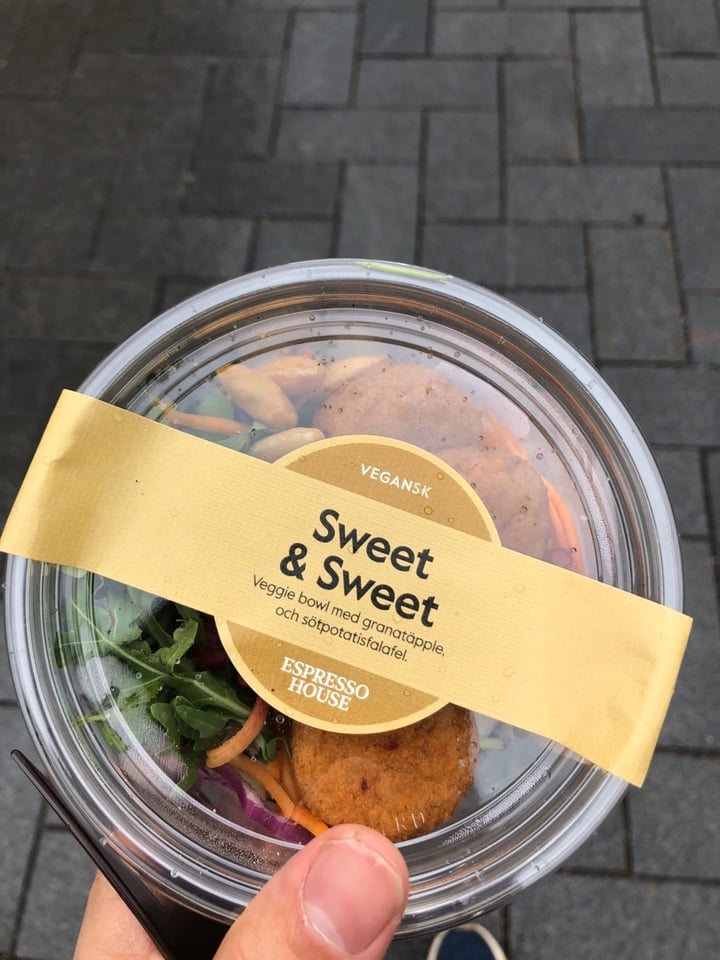 VEGANSK
Sweet
& Sweet
Veggie bowl med granatäpple,
och sötpotatisfalafel.
ESPRESSO
HOUSE